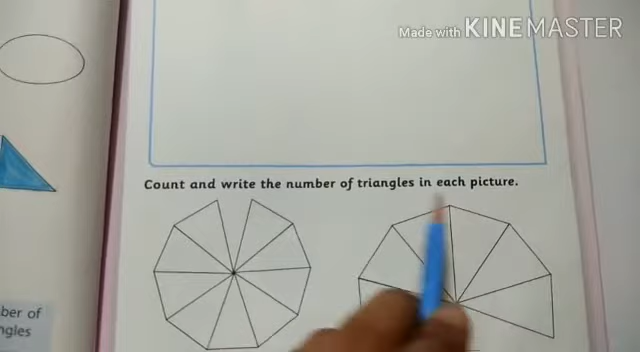 Made with KINEMASTER
Count and write the number of triangles in each picture.
ber of
ngles